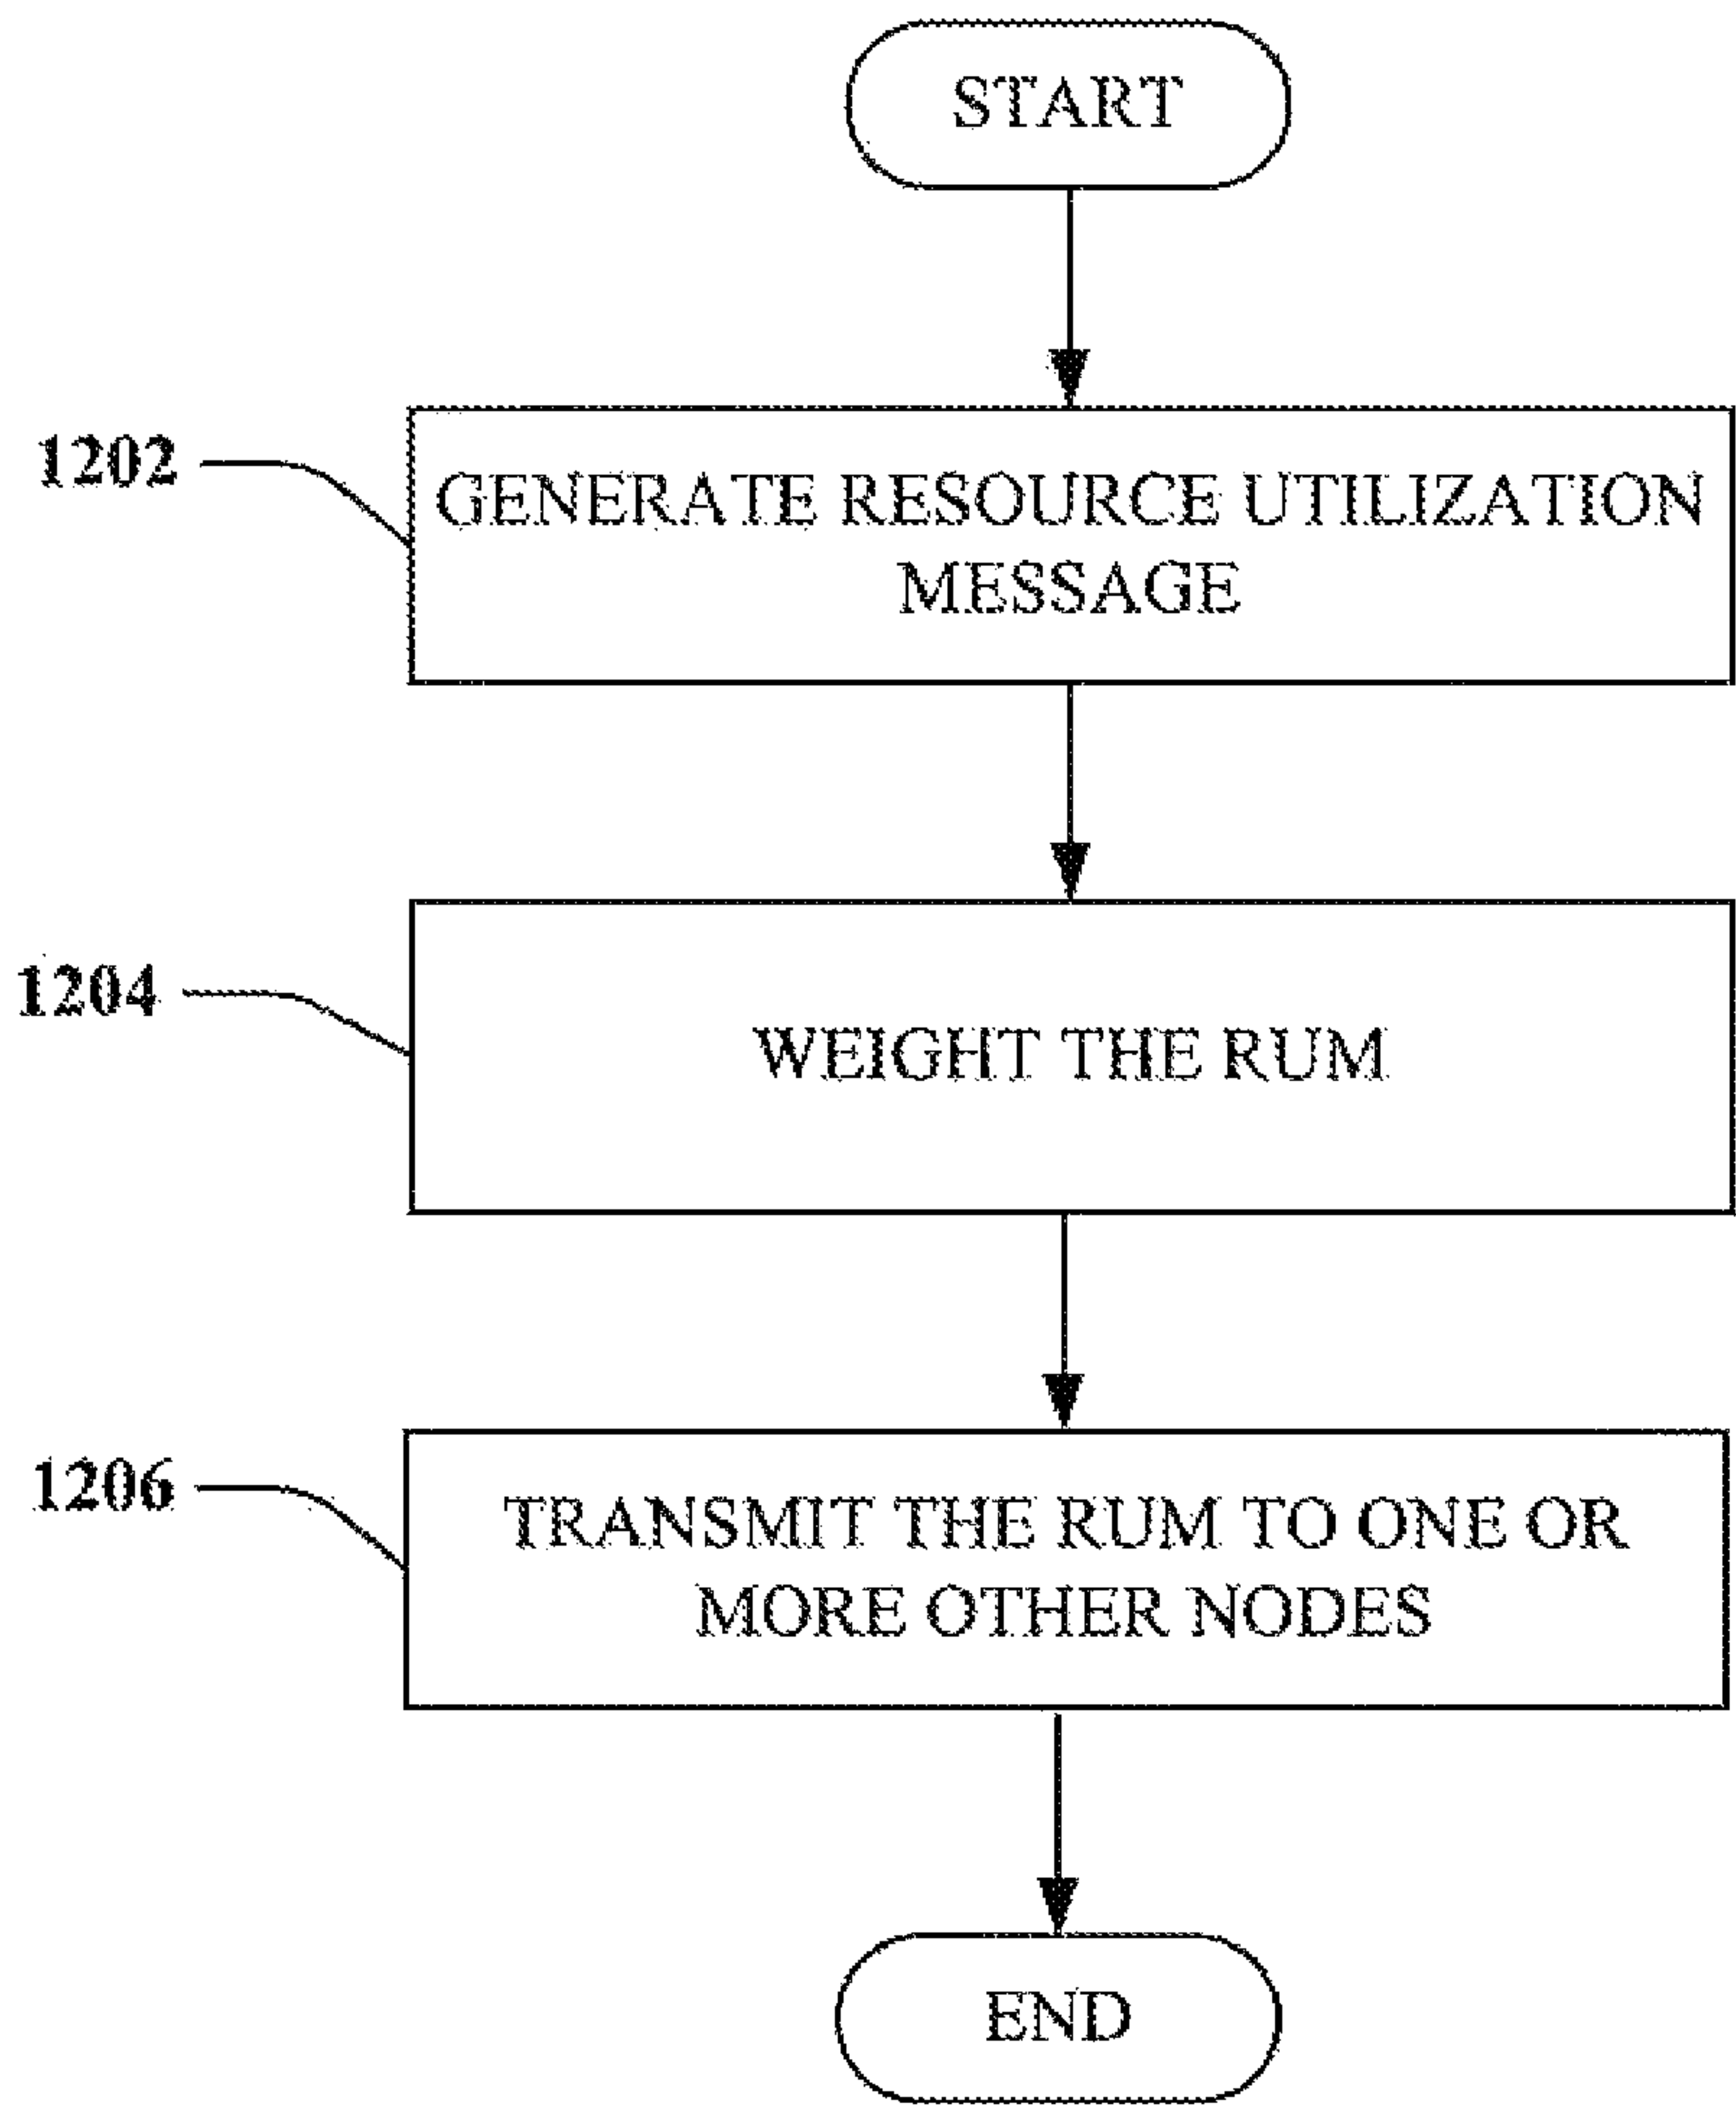 START
1202
GENERATE RESOURCE UTILIZATION
MESSAGE
1204
WEIGHT THE RUM
1206
TRANSMIT THE RUM TO ONE OR
MORE OTHER NODES
END